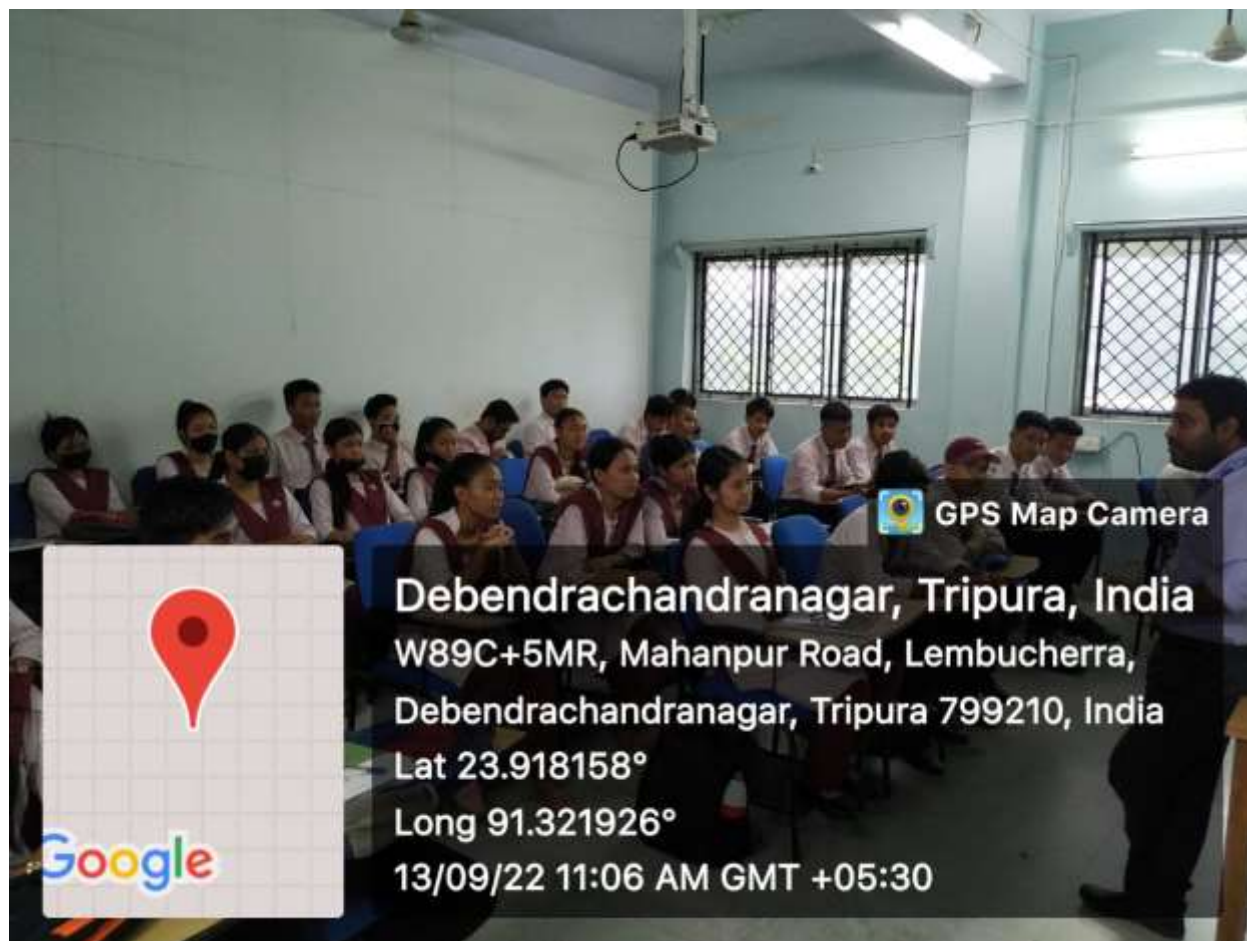 GPS Map Camera
Debendrachandranagar, Tripura, India
W89C+5MR, Mahanpur Road, Lembucherra,
Debendrachandranagar, Tripura 799210, India
Lat 23.918158°
Long 91.321926°
13/09/22 11:06 AM GMT +05:30
Google